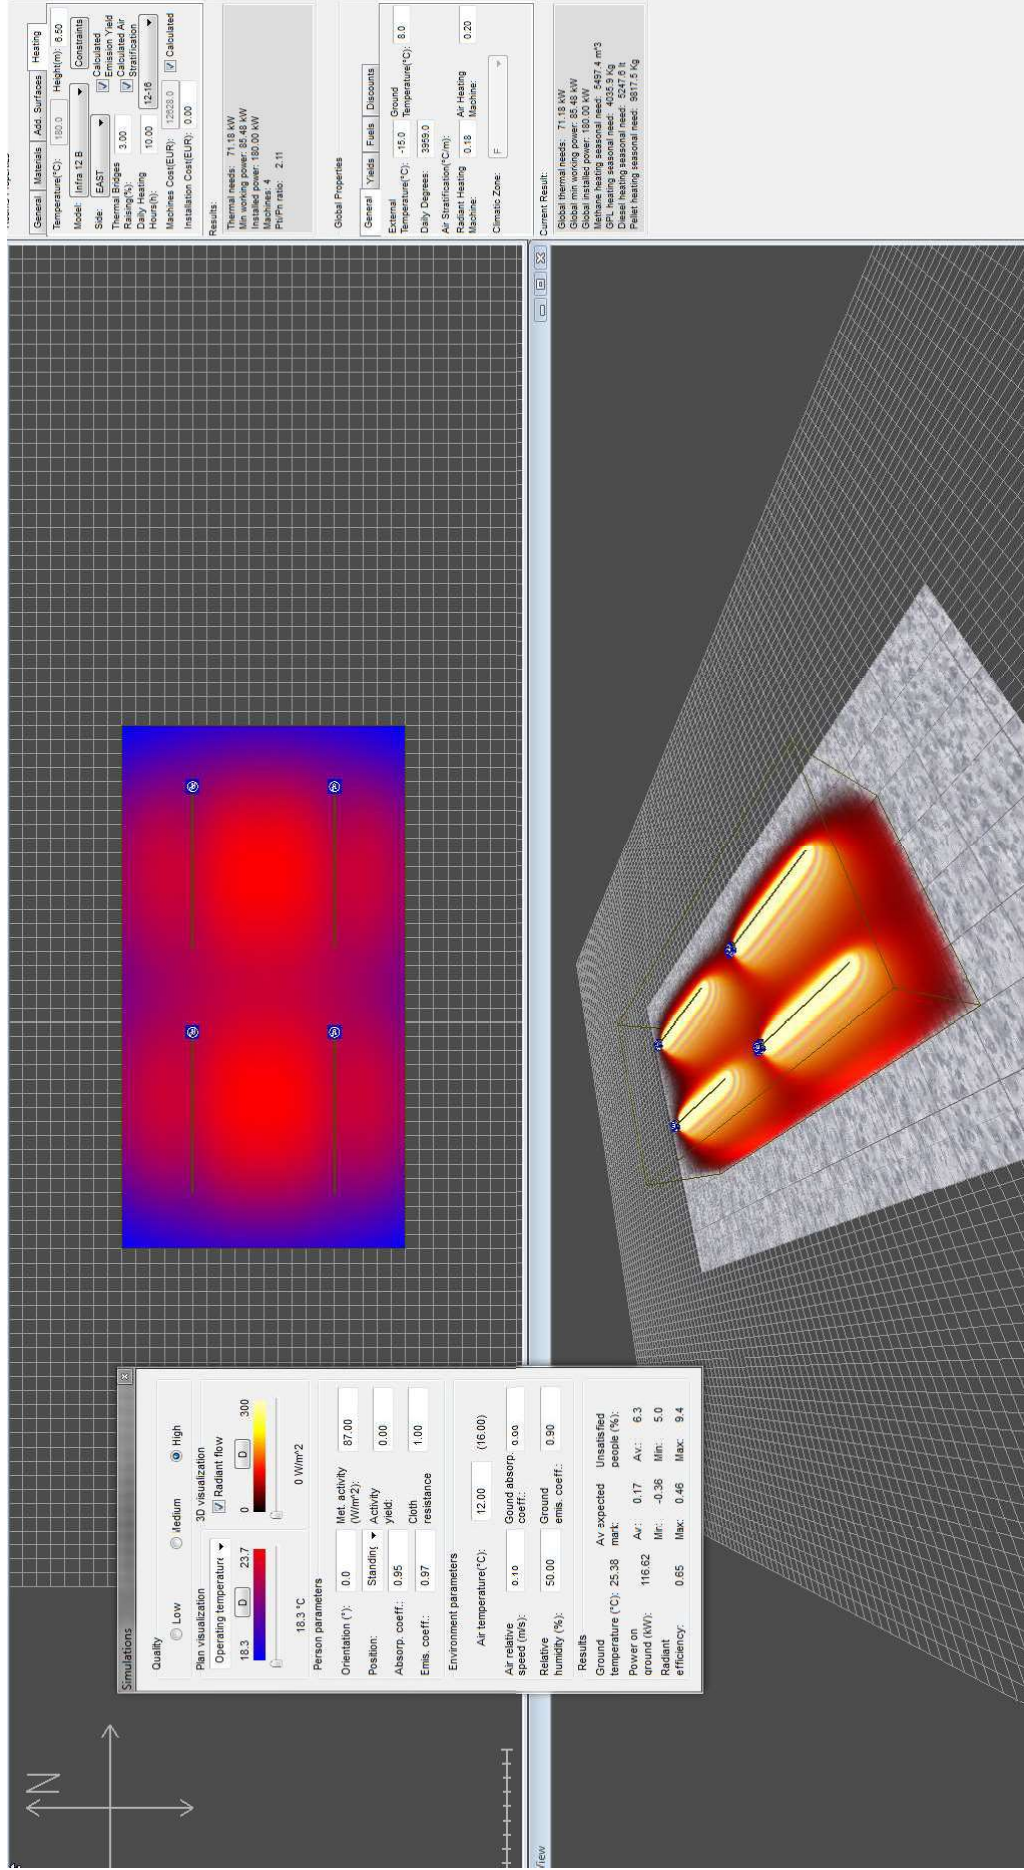 Simulations
Quality
Low Medium High
Plan visualization 3D visualization
Operating temperature Radiant flow
18.3 D 23.7 0 D 300
18.3 °C 0 W/m^2
Person parameters
Orientation (°): 0.0 Met. activity (W/m^2): 87.00
Position: Standing Activity yield: 0.00
Absorp. coeff.: 0.95 Cloth resistance 1.00
Emis. coeff.: 0.97
Environment parameters
Air temperature(°C): 12.00 (16.00)
Air relative speed (m/s): 0.10 Gound absorp. coeff.: 0.90
Relative humidity (%): 50.00 Ground emis. coeff.: 0.90
Results
Ground temperature (°C): 25.38 Av expected mark: Unsatisfied people (%):
Power on ground (kW): 116.62 Av.: 0.17 Av.: 6.3
Min: -0.36 Min: 5.0
Radiant efficiency: 0.65 Max: 0.46 Max: 9.4
N
View
General Materials Add. Surfaces Heating
Temperature(°C): 180.0 Height(m): 6.50
Model: Infra 12 B Constraints
Side: EAST Calculated Emission Yield
Thermal Bridges Raising(%): 3.00 Calculated Air Stratification
Daily Heating Hours(h): 10.00 12-16
Machines Cost(EUR): 12628.0 Calculated
Installation Cost(EUR): 0.00
Results:
Thermal needs: 71.18 kW
Min working power: 85.48 kW
Installed power: 180.00 kW
Machines: 4
Pti/Pn ratio: 2.11
Global Properties
General Yields Fuels Discounts
External Temperature(°C): -15.0 Ground Temperature(°C): 8.0
Daily Degrees: 3959.0
Air Stratification(°C/m):
Radiant Heating Machine: 0.18 Air Heating Machine: 0.20
Climatic Zone: F
Current Result:
Global thermal needs: 71.18 kW
Global min working power: 85.48 kW
Global installed power: 180.00 kW
Methane heating seasonal need: 5497.4 m^3
GPL heating seasonal need: 4035.9 Kg
Diesel heating seasonal need: 5247.6 lt
Pellet heating seasonal need: 9817.5 Kg